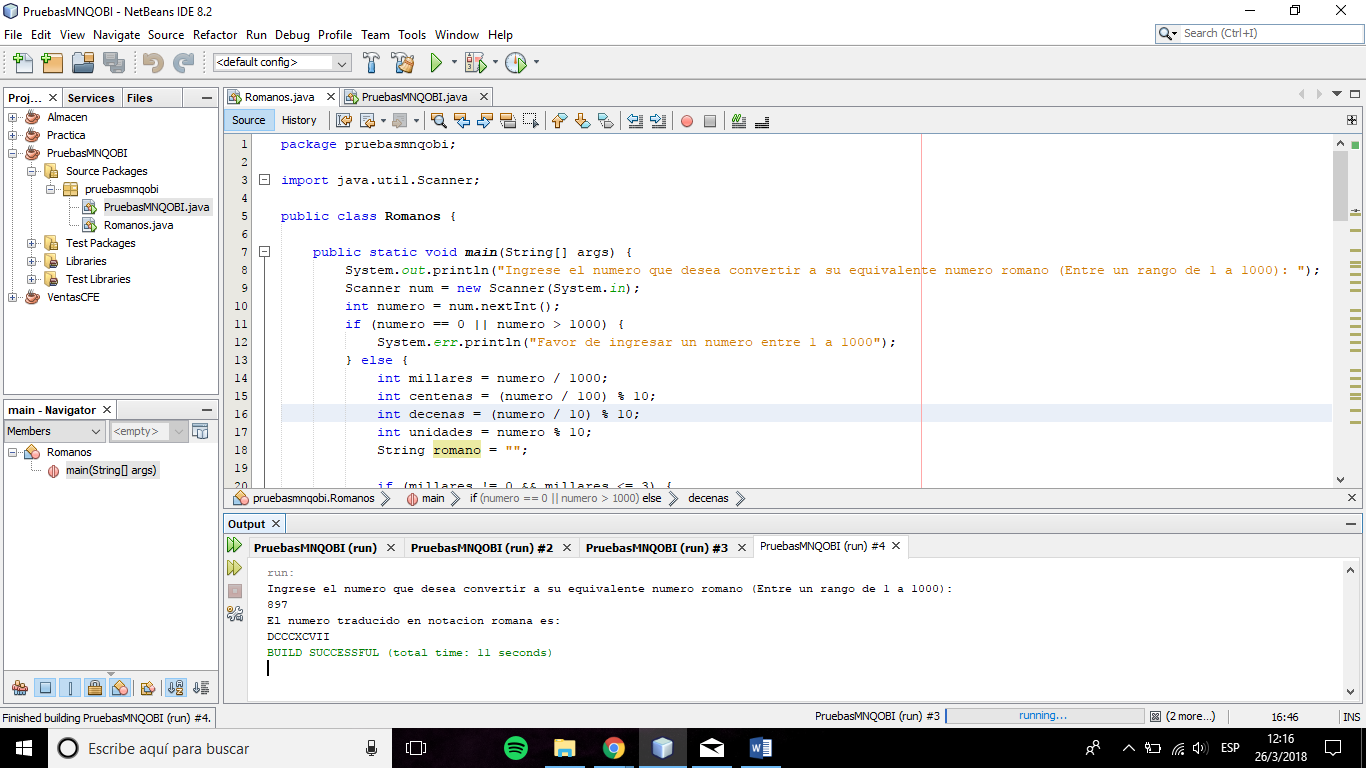 PruebasMNQOBI - NetBeans IDE 8.2
File Edit View Navigate Source Refactor Run Debug Profile Team Tools Window Help
Search (Ctrl+I)
<default config>
Proj... Services Files
Almacen
Practica
PruebasMNQOBI
Source Packages
pruebasmnqobi
PruebasMNQOBI.java
Romanos.java
Test Packages
Libraries
Test Libraries
VentasCFE
main - Navigator
Members <empty>
Romanos
main(String[] args)
Romanos.java PruebasMNQOBI.java
Source History
1 package pruebasmnqobi;
2
3 import java.util.Scanner;
4
5 public class Romanos {
6
7 public static void main(String[] args) {
8 System.out.println("Ingrese el numero que desea convertir a su equivalente numero romano (Entre un rango de 1 a 1000): ");
9 Scanner num = new Scanner(System.in);
10 int numero = num.nextInt();
11 if (numero == 0 || numero > 1000) {
12 System.err.println("Favor de ingresar un numero entre 1 a 1000");
13 } else {
14 int millares = numero / 1000;
15 int centenas = (numero / 100) % 10;
16 int decenas = (numero / 10) % 10;
17 int unidades = numero % 10;
18 String romano = "";
19
20 if (millares != 0 && millares <= 3) {
pruebasmnqobi.Romanos main if (numero == 0 || numero > 1000) else decenas
Output
PruebasMNQOBI (run) PruebasMNQOBI (run) #2 PruebasMNQOBI (run) #3 PruebasMNQOBI (run) #4
run:
Ingrese el numero que desea convertir a su equivalente numero romano (Entre un rango de 1 a 1000):
897
El numero traducido en notacion romana es:
DCCCXCVII
BUILD SUCCESSFUL (total time: 11 seconds)
Finished building PruebasMNQOBI (run) #4.
PruebasMNQOBI (run) #3 running... (2 more...) 16:46 INS
Escribe aquí para buscar
ESP
12:16
26/3/2018